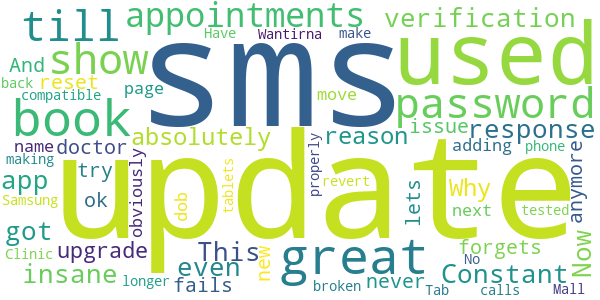 till appointments sms used verification
Have Wantirna make
And show password
back reset page move
compatible
book absolutely reason issue response
name doctor update adding phone
making try obviously properly anymore
app ok dob tablets revert lets Why next tested
Samsung
got upgrade This great forgets Now
Clinic insane even new never Constant No
longer fails broken Tab calls Mall